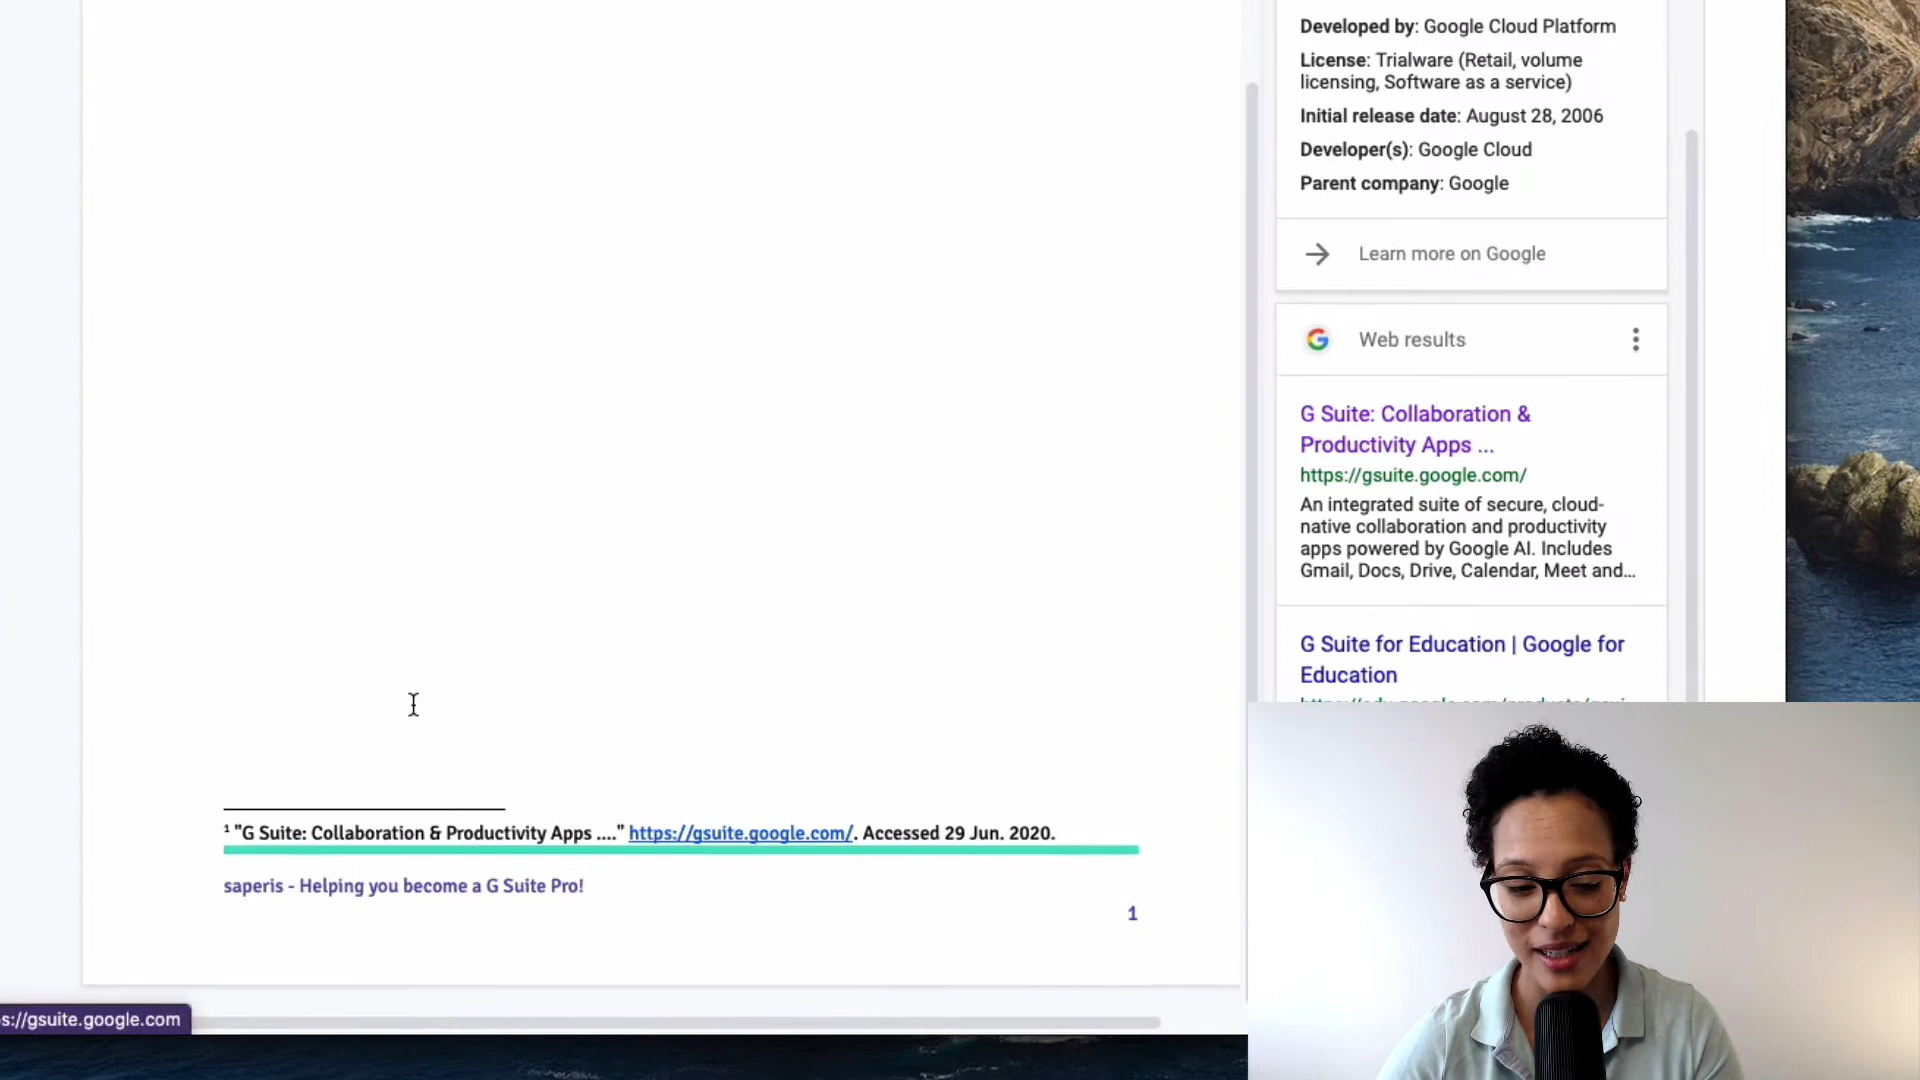 Developed by: Google Cloud Platform
License: Trialware (Retail, volume
licensing, Software as a service)
Initial release date: August 28, 2006
Developer(s): Google Cloud
Parent company: Google
Learn more on Google
Web results
G Suite: Collaboration &
Productivity Apps ...
https://gsuite.google.com/
An integrated suite of secure, cloud-
native collaboration and productivity
apps powered by Google AI. Includes
Gmail, Docs, Drive, Calendar, Meet and...
G Suite for Education | Google for
Education
¹ "G Suite: Collaboration & Productivity Apps ...." https://gsuite.google.com/. Accessed 29 Jun. 2020.
saperis - Helping you become a G Suite Pro!
1
s://gsuite.google.com